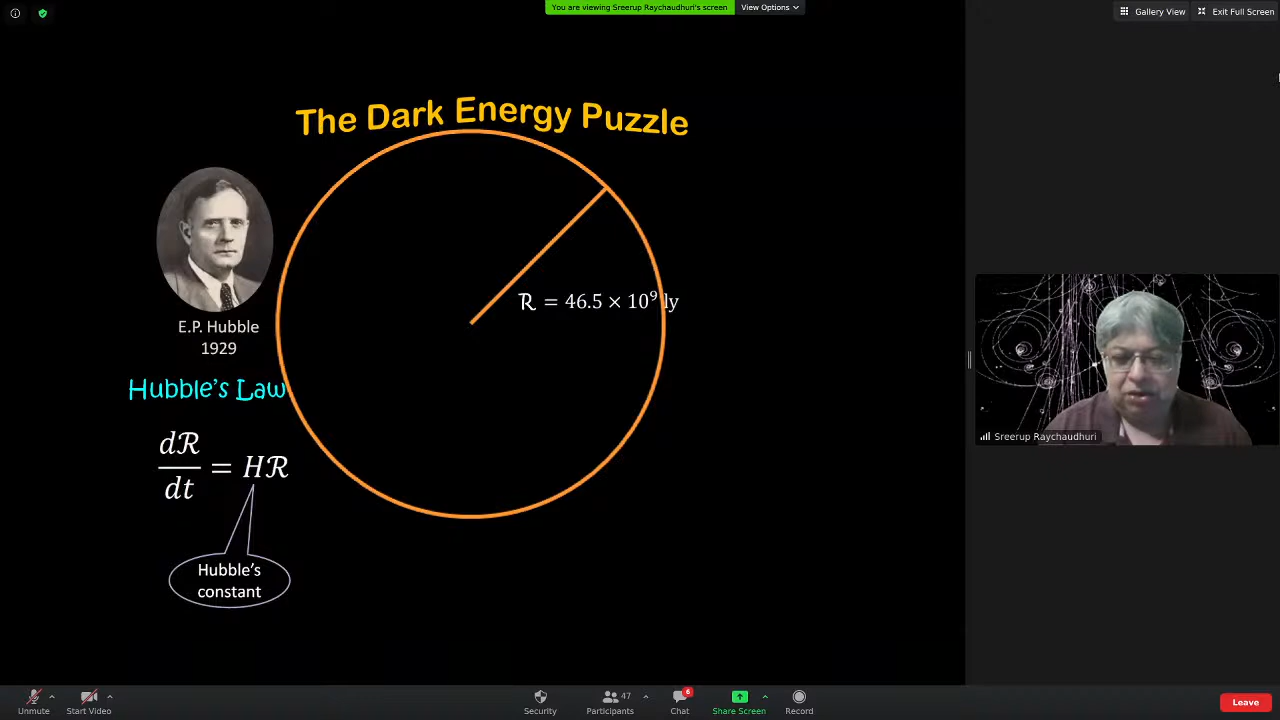 You are viewing Sreerup Raychaudhuri's screen
View Options
Gallery View
Exit Full Screen
The Dark Energy Puzzle
ℛ = 46.5 × 10⁹ ly
E.P. Hubble
1929
Hubble's Law
dℛ/dt = Hℛ
Hubble's
constant
Sreerup Raychaudhuri
Unmute
Start Video
Security
47
Participants
6
Chat
Share Screen
Record
Leave